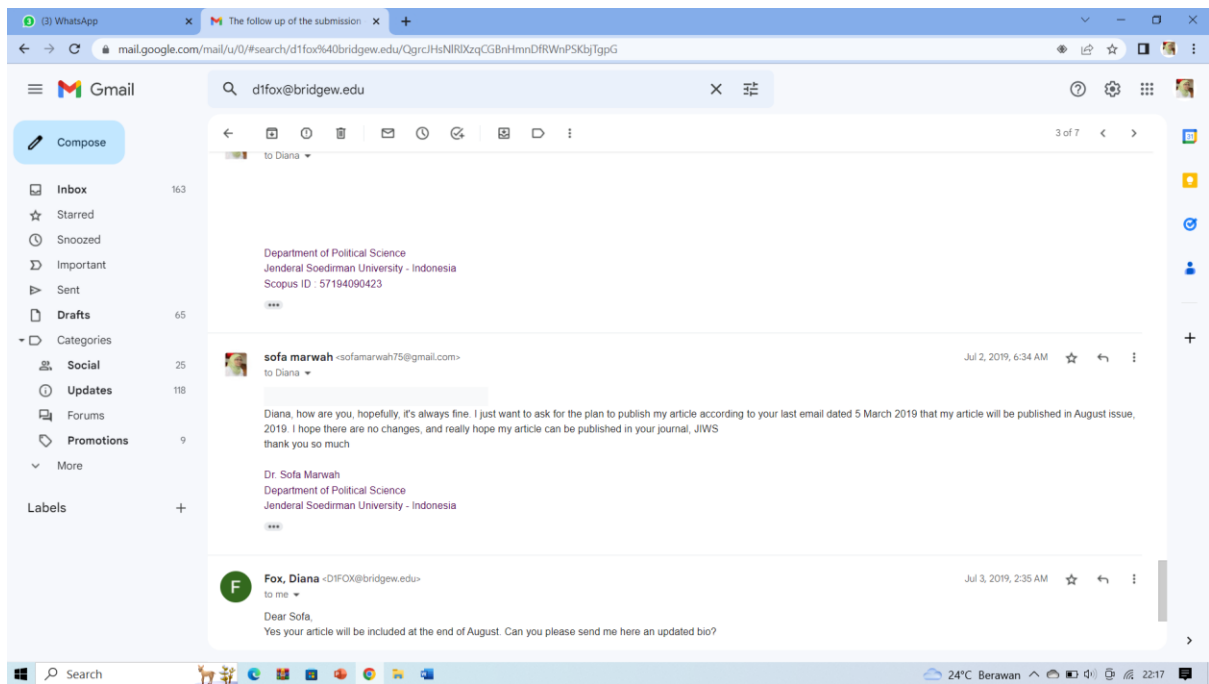 (3) WhatsApp
The follow up of the submission
mail.google.com/mail/u/0/#search/d1fox%40bridgew.edu/QgrcJHsNlRlXzqCGBnHmnDfRWnPSKbjTgpG
Gmail
d1fox@bridgew.edu
Compose
3 of 7
31
to Diana
Inbox 163
Starred
Snoozed
Important
Sent
Drafts 65
Categories
Social 25
Updates 118
Forums
Promotions 9
More
Labels
Department of Political Science
Jenderal Soedirman University - Indonesia
Scopus ID : 57194090423
sofa marwah <sofamarwah75@gmail.com> Jul 2, 2019, 6:34 AM
to Diana
Diana, how are you, hopefully, it's always fine. I just want to ask for the plan to publish my article according to your last email dated 5 March 2019 that my article will be published in August issue,
2019. I hope there are no changes, and really hope my article can be published in your journal, JIWS
thank you so much
Dr. Sofa Marwah
Department of Political Science
Jenderal Soedirman University - Indonesia
F
Fox, Diana <D1FOX@bridgew.edu> Jul 3, 2019, 2:35 AM
to me
Dear Sofa,
Yes your article will be included at the end of August. Can you please send me here an updated bio?
Search
24°C Berawan
22:17